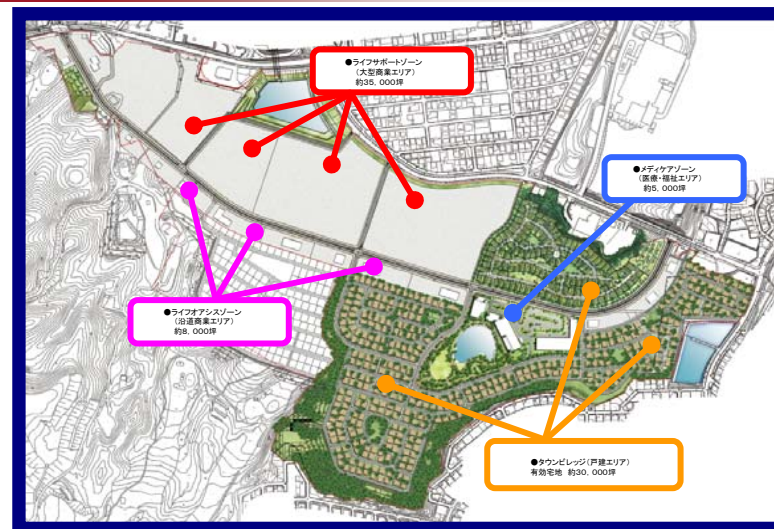 ●ライフサポートゾーン
(大型商業エリア)
約35,000坪
●メディケアゾーン
(医療・福祉エリア)
約5,000坪
●ライフオアシスゾーン
(沿道商業エリア)
約8,000坪
●タウンビレッジ(戸建エリア)
有効宅地 約30,000坪